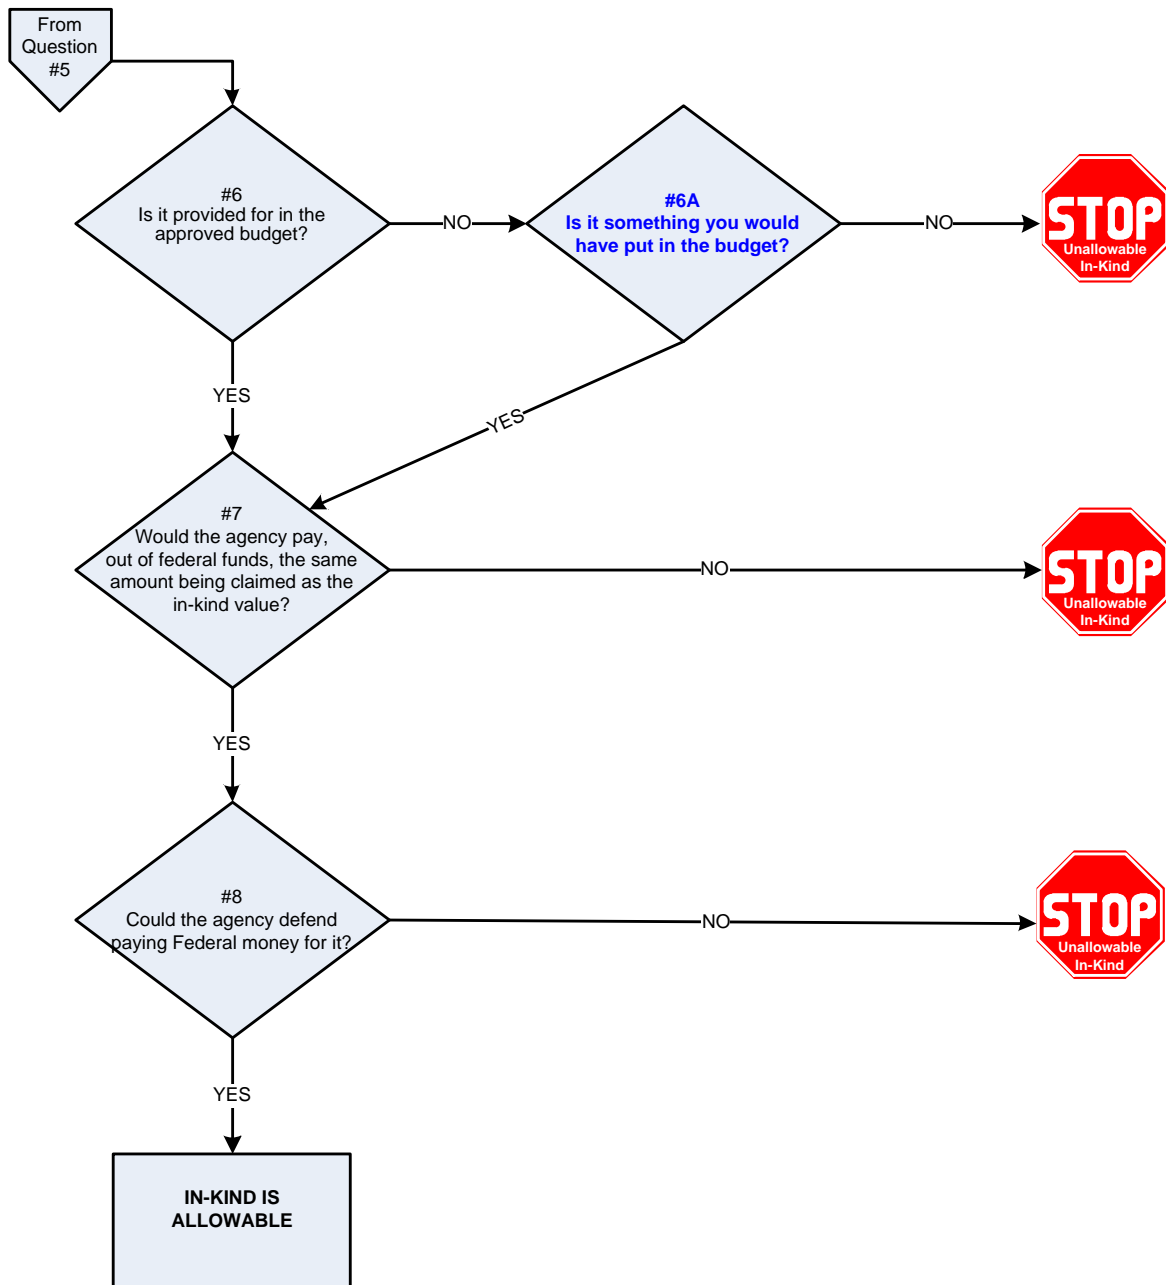 From
Question
#5
#6
Is it provided for in the
approved budget?
NO
#6A
Is it something you would
have put in the budget?
NO
STOP
Unallowable
In-Kind
YES
YES
#7
Would the agency pay,
out of federal funds, the same
amount being claimed as the
in-kind value?
NO
STOP
Unallowable
In-Kind
YES
#8
Could the agency defend
paying Federal money for it?
NO
STOP
Unallowable
In-Kind
YES
IN-KIND IS
ALLOWABLE